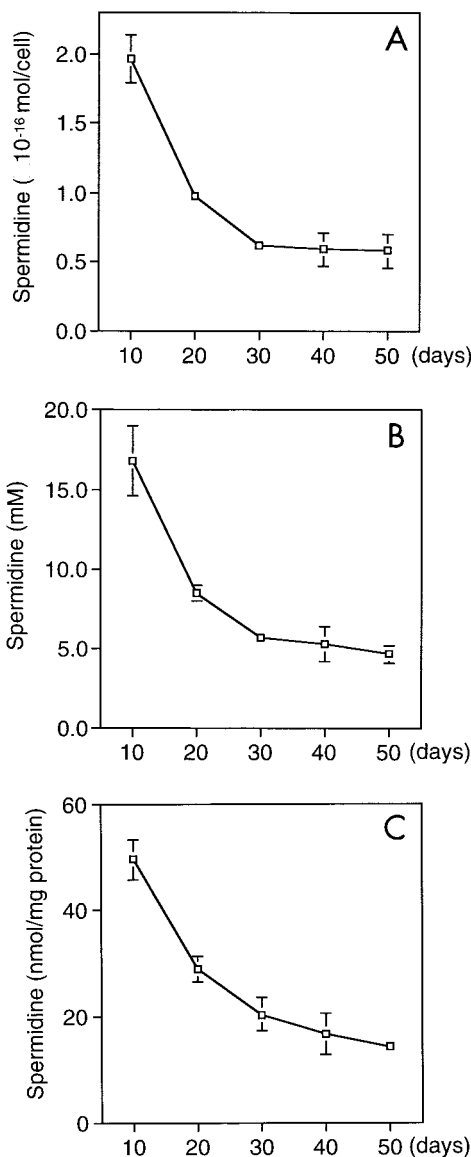 A
Spermidine ( 10-16 mol/cell)
2.0
1.5
1.0
0.5
0.0
10 20 30 40 50 (days)
B
Spermidine (mM)
20.0
15.0
10.0
5.0
0.0
10 20 30 40 50 (days)
C
Spermidine (nmol/mg protein)
60
40
20
0
10 20 30 40 50 (days)